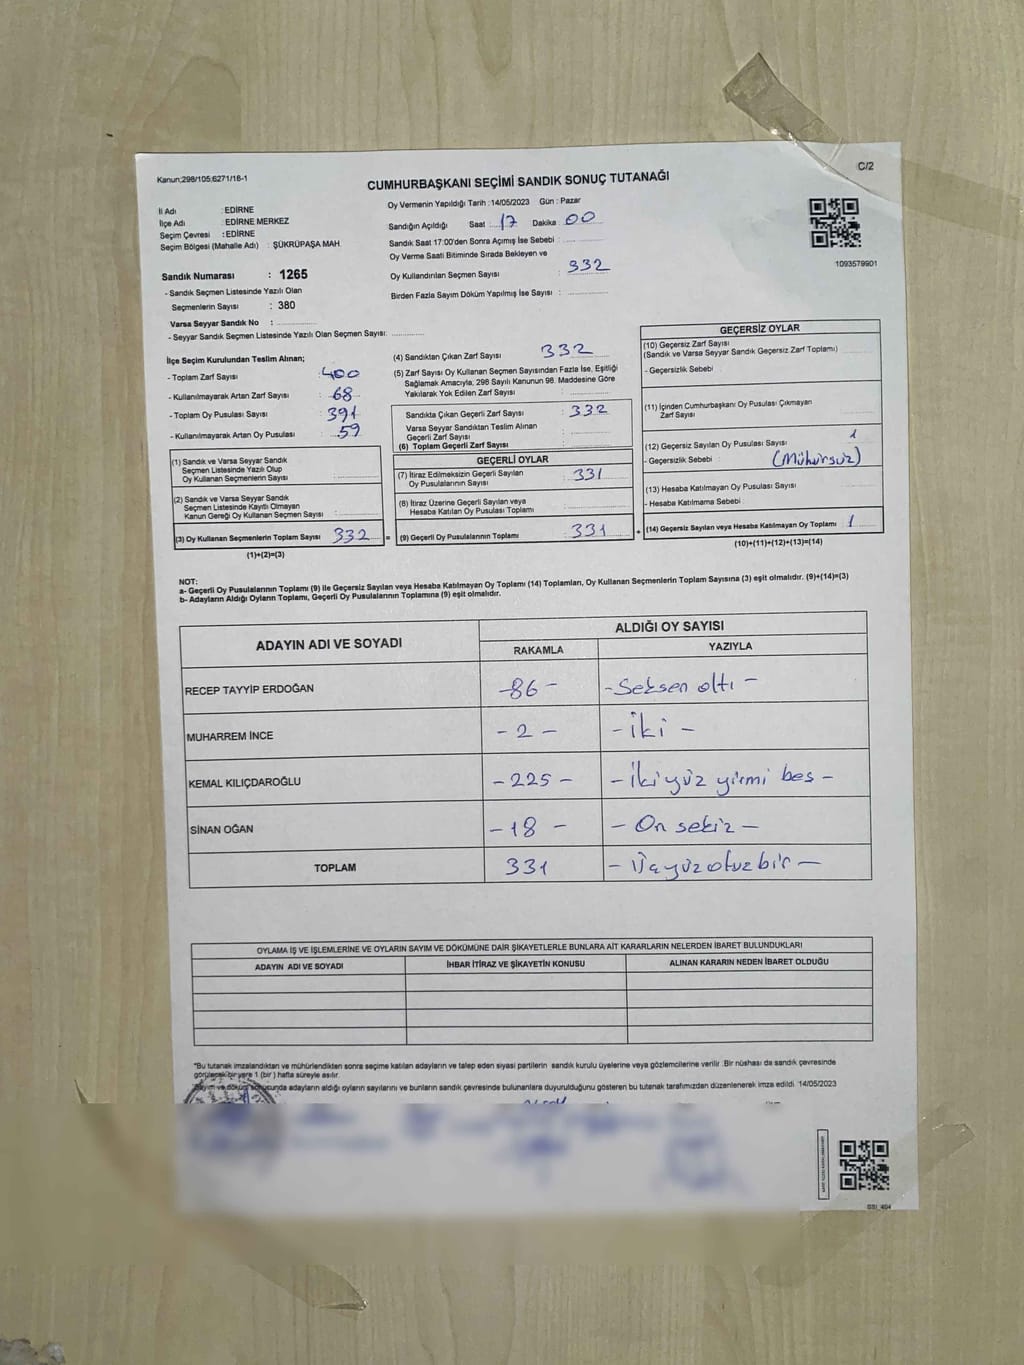 Kanun;298/105;6271/18-1
C/2
CUMHURBAŞKANI SEÇİMİ SANDIK SONUÇ TUTANAĞI
İl Adı : EDİRNE
İlçe Adı : EDİRNE MERKEZ
Seçim Çevresi : EDİRNE
Seçim Bölgesi (Mahalle Adı) : ŞÜKRÜPAŞA MAH.
Oy Vermenin Yapıldığı Tarih : 14/05/2023 Gün : Pazar
Sandığın Açıldığı Saat : 17 Dakika : 00
Sandık Saat 17:00'den Sonra Açımış İse Sebebi :
Oy Verme Saati Bitiminde Sırada Bekleyen ve
Oy Kullandırılan Seçmen Sayısı : 332
Birden Fazla Sayım Döküm Yapılmış İse Sayısı :
1093579901
Sandık Numarası : 1265
- Sandık Seçmen Listesinde Yazılı Olan
Seçmenlerin Sayısı : 380
Varsa Seyyar Sandık No :
- Seyyar Sandık Seçmen Listesinde Yazılı Olan Seçmen Sayısı:
İlçe Seçim Kurulundan Teslim Alınan;
- Toplam Zarf Sayısı : 400
- Kullanılmayarak Artan Zarf Sayısı : 68
- Toplam Oy Pusulası Sayısı : 391
- Kullanılmayarak Artan Oy Pusulası : 59
(1) Sandık ve Varsa Seyyar Sandık
Seçmen Listesinde Yazılı Olup
Oy Kullanan Seçmenlerin Sayısı :
(2) Sandık ve Varsa Seyyar Sandık
Seçmen Listesinde Kayıtlı Olmayan
Kanun Gereği Oy Kullanan Seçmen Sayısı :
(3) Oy Kullanan Seçmenlerin Toplam Sayısı : 332 =
(1)+(2)=(3)
(4) Sandıktan Çıkan Zarf Sayısı : 332
(5) Zarf Sayısı Oy Kullanan Seçmen Sayısından Fazla İse, Eşitliği
Sağlamak Amacıyla, 298 Sayılı Kanunun 98. Maddesine Göre
Yakılarak Yok Edilen Zarf Sayısı :
Sandıkta Çıkan Geçerli Zarf Sayısı : 332
Varsa Seyyar Sandıktan Teslim Alınan
Geçerli Zarf Sayısı :
(6) Toplam Geçerli Zarf Sayısı :
GEÇERLİ OYLAR
(7) İtiraz Edilmeksizin Geçerli Sayılan
Oy Pusulalarının Sayısı : 331
(8) İtiraz Üzerine Geçerli Sayılan veya
Hesaba Katılan Oy Pusulası Toplamı :
(9) Geçerli Oy Pusulalarının Toplamı : 331 +
GEÇERSİZ OYLAR
(10) Geçersiz Zarf Sayısı
(Sandık ve Varsa Seyyar Sandık Geçersiz Zarf Toplamı)
- Geçersizlik Sebebi :
(11) İçinden Cumhurbaşkanı Oy Pusulası Çıkmayan
Zarf Sayısı
(12) Geçersiz Sayılan Oy Pusulası Sayısı 1
- Geçersizlik Sebebi : (Mühürsüz)
(13) Hesaba Katılmayan Oy Pusulası Sayısı
- Hesaba Katılmama Sebebi :
(14) Geçersiz Sayılan veya Hesaba Katılmayan Oy Toplamı : 1
(10)+(11)+(12)+(13)=(14)
NOT:
a- Geçerli Oy Pusulalarının Toplamı (9) ile Geçersiz Sayılan veya Hesaba Katılmayan Oy Toplamı (14) Toplamları, Oy Kullanan Seçmenlerin Toplam Sayısına (3) eşit olmalıdır. (9)+(14)=(3)
b- Adayların Aldığı Oyların Toplamı, Geçerli Oy Pusulalarının Toplamına (9) eşit olmalıdır.
ADAYIN ADI VE SOYADI
ALDIĞI OY SAYISI
RAKAMLA YAZIYLA
RECEP TAYYİP ERDOĞAN -86- -Seksen altı-
MUHARREM İNCE -2- -İki-
KEMAL KILIÇDAROĞLU -225- -İkiyüz yirmi beş-
SİNAN OĞAN -18- -On sekiz-
TOPLAM 331 -Üçyüzotuzbir-
OYLAMA İŞ VE İŞLEMLERİNE VE OYLARIN SAYIM VE DÖKÜMÜNE DAİR ŞİKAYETLERLE BUNLARA AİT KARARLARIN NELERDEN İBARET BULUNDUKLARI
ADAYIN ADI VE SOYADI İHBAR İTİRAZ VE ŞİKAYETİN KONUSU ALINAN KARARIN NEDEN İBARET OLDUĞU
"Bu tutanak imzalandıktan ve mühürlendikten sonra seçime katılan adayların ve talep eden siyasi partilerin sandık kurulu üyelerine veya gözlemcilerine verilir. Bir nüshası da sandık çevresinde
görülecek bir yere 1 (bir) hafta süreyle asılır.
Sayım ve döküm sonucunda adayların aldığı oyların sayılarını ve bunların sandık çevresinde bulunanlara duyurulduğunu gösteren bu tutanak tarafımızdan düzenlenerek imza edildi. 14/05/2023
GSI_404